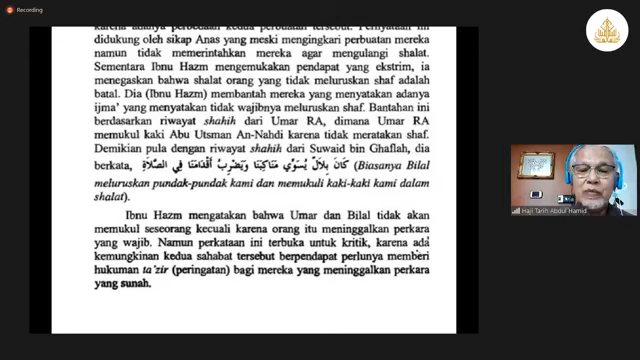 Recording
didukung oleh sikap Anas yang meski mengingkari perbuatan mereka
namun tidak memerintahkan mereka agar mengulangi shalat.
Sementara Ibnu Hazm mengemukakan pendapat yang ekstrim, ia
menegaskan bahwa shalat orang yang tidak meluruskan shaf adalah
batal. Dia (Ibnu Hazm) membantah mereka yang menyatakan adanya
ijma' yang menyatakan tidak wajibnya meluruskan shaf. Bantahan ini
berdasarkan riwayat shahih dari Umar RA, dimana Umar RA
memukul kaki Abu Utsman An-Nahdi karena tidak meratakan shaf.
Demikian pula dengan riwayat shahih dari Suwaid bin Ghaflah, dia
berkata, كَانَ بِلاَلٌ يُسَوِّي مَنَاكِبَنَا وَيَضْرِبُ أَقْدَامَنَا فِي الصَّلاَةِ (Biasanya Bilal
meluruskan pundak-pundak kami dan memukuli kaki-kaki kami dalam
shalat).
Ibnu Hazm mengatakan bahwa Umar dan Bilal tidak akan
memukul seseorang kecuali karena orang itu meninggalkan perkara
yang wajib. Namun perkataan ini terbuka untuk kritik, karena ada
kemungkinan kedua sahabat tersebut berpendapat perlunya memberi
hukuman ta'zir (peringatan) bagi mereka yang meninggalkan perkara
yang sunah.
Haji Tarih Abdul Hamid